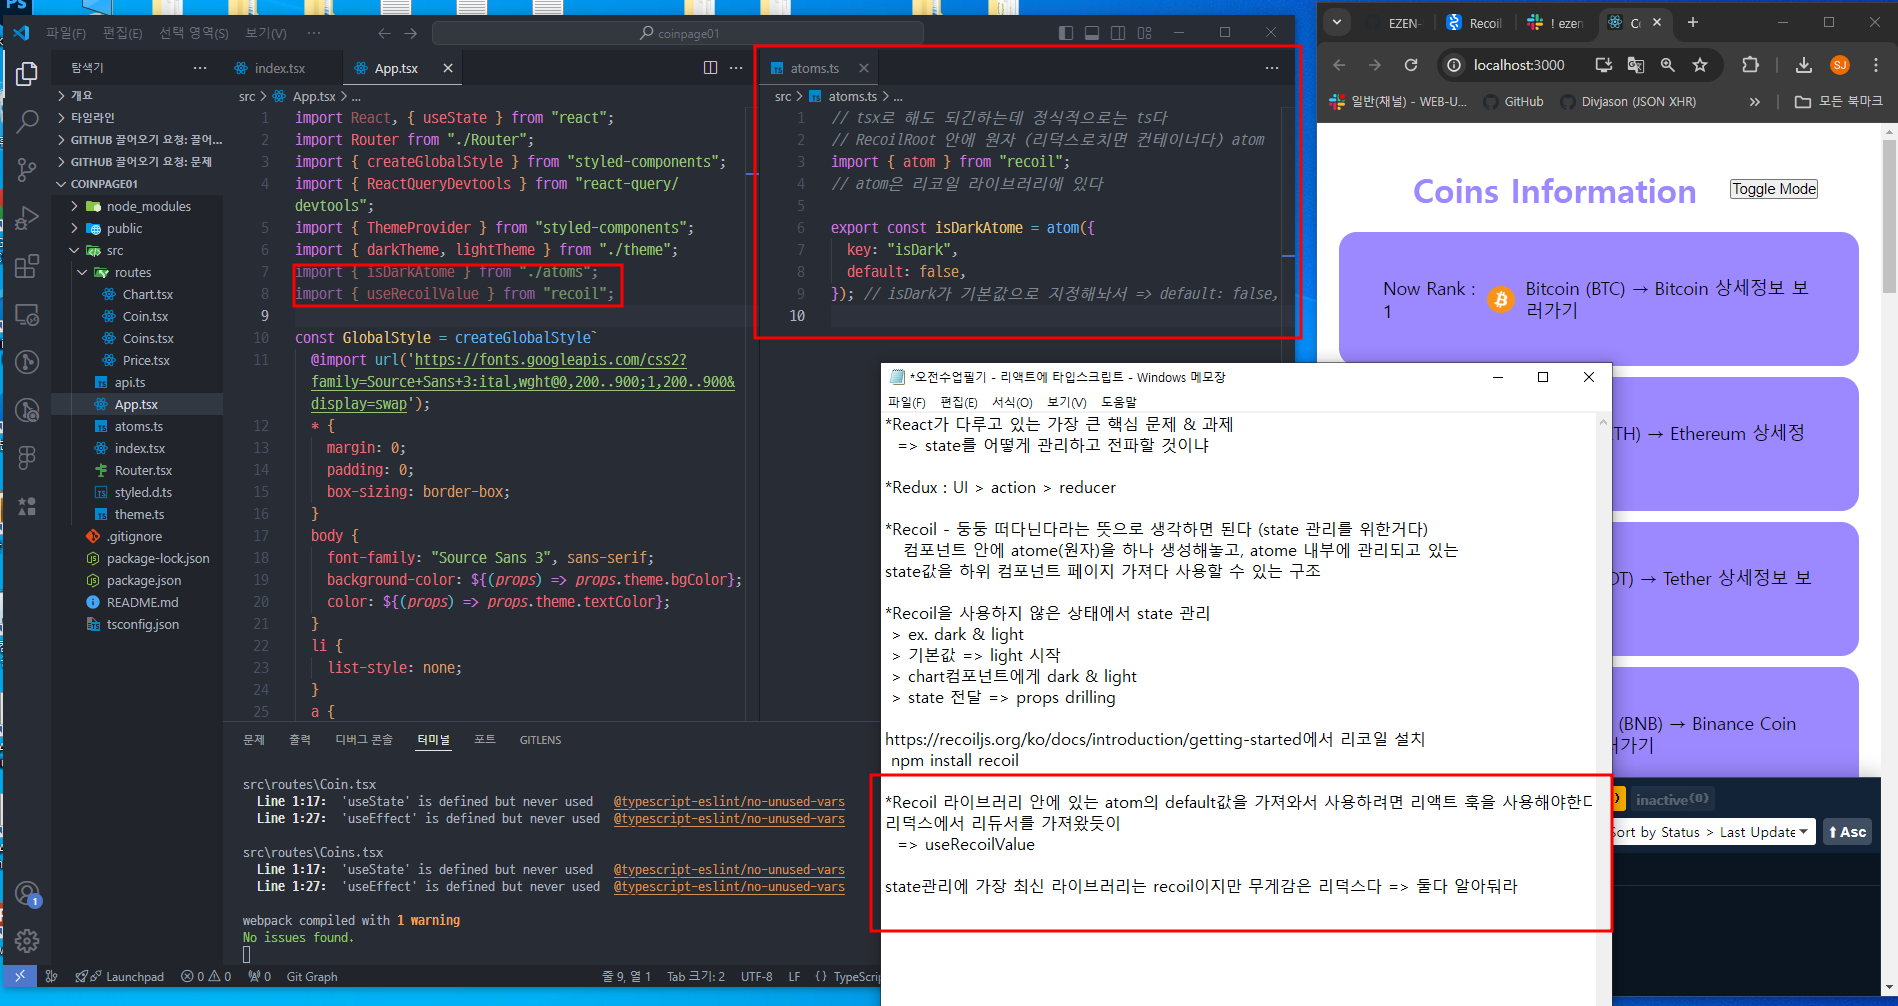 파일(F) 편집(E) 선택 영역(S) 보기(V) ··· coinpage01
탐색기 ···
개요
타임라인
GITHUB 끌어오기 요청: 끌어...
GITHUB 끌어오기 요청: 문제
COINPAGE01
node_modules
public
src
routes
Chart.tsx
Coin.tsx
Coins.tsx
Price.tsx
api.ts
App.tsx
atoms.ts
index.tsx
Router.tsx
styled.d.ts
theme.ts
.gitignore
package-lock.json
package.json
README.md
tsconfig.json
index.tsx App.tsx
src > App.tsx > ...
1 import React, { useState } from "react";
2 import Router from "./Router";
3 import { createGlobalStyle } from "styled-components";
4 import { ReactQueryDevtools } from "react-query/
devtools";
5 import { ThemeProvider } from "styled-components";
6 import { darkTheme, lightTheme } from "./theme";
7 import { isDarkAtome } from "./atoms";
8 import { useRecoilValue } from "recoil";
9
10 const GlobalStyle = createGlobalStyle`
11 @import url('https://fonts.googleapis.com/css2?
family=Source+Sans+3:ital,wght@0,200..900;1,200..900&
display=swap');
12 * {
13 margin: 0;
14 padding: 0;
15 box-sizing: border-box;
16 }
17 body {
18 font-family: "Source Sans 3", sans-serif;
19 background-color: ${(props) => props.theme.bgColor};
20 color: ${(props) => props.theme.textColor};
21 }
22 li {
23 list-style: none;
24 }
25 a {
atoms.ts
src > atoms.ts > ...
1 // tsx로 해도 되긴하는데 정식적으로는 ts다
2 // RecoilRoot 안에 원자 (리덕스로치면 컨테이너다) atom
3 import { atom } from "recoil";
4 // atom은 리코일 라이브러리에 있다
5
6 export const isDarkAtome = atom({
7 key: "isDark",
8 default: false,
9 }); // isDark가 기본값으로 지정해놔서 => default: false,
10
문제 출력 디버그 콘솔 터미널 포트 GITLENS
src\routes\Coin.tsx
Line 1:17: 'useState' is defined but never used @typescript-eslint/no-unused-vars
Line 1:27: 'useEffect' is defined but never used @typescript-eslint/no-unused-vars
src\routes\Coins.tsx
Line 1:17: 'useState' is defined but never used @typescript-eslint/no-unused-vars
Line 1:27: 'useEffect' is defined but never used @typescript-eslint/no-unused-vars
webpack compiled with 1 warning
No issues found.
1
Launchpad 0 0 0 Git Graph 줄 9, 열 1 Tab 크기: 2 UTF-8 LF {} TypeScri
*오전수업필기 - 리액트에 타입스크립트 - Windows 메모장
파일(F) 편집(E) 서식(O) 보기(V) 도움말
*React가 다루고 있는 가장 큰 핵심 문제 & 과제
=> state를 어떻게 관리하고 전파할 것이냐
*Redux : UI > action > reducer
*Recoil - 둥둥 떠다닌다라는 뜻으로 생각하면 된다 (state 관리를 위한거다)
컴포넌트 안에 atome(원자)을 하나 생성해놓고, atome 내부에 관리되고 있는
state값을 하위 컴포넌트 페이지 가져다 사용할 수 있는 구조
*Recoil을 사용하지 않은 상태에서 state 관리
> ex. dark & light
> 기본값 => light 시작
> chart컴포넌트에게 dark & light
> state 전달 => props drilling
https://recoiljs.org/ko/docs/introduction/getting-started에서 리코일 설치
npm install recoil
*Recoil 라이브러리 안에 있는 atom의 default값을 가져와서 사용하려면 리액트 훅을 사용해야한다
리덕스에서 리듀서를 가져왔듯이
=> useRecoilValue
state관리에 가장 최신 라이브러리는 recoil이지만 무게감은 리덕스다 => 둘다 알아둬라
EZEN- Recoil ! ezen
localhost:3000 SJ
일반(채널) - WEB-U... GitHub Divjason (JSON XHR) » 모든 북마크
Coins Information Toggle Mode
Now Rank :
1
Bitcoin (BTC) → Bitcoin 상세정보 보
러가기
TH) → Ethereum 상세정
DT) → Tether 상세정보 보
(BNB) → Binance Coin
러가기
inactive(0)
Sort by Status > Last Update
Asc